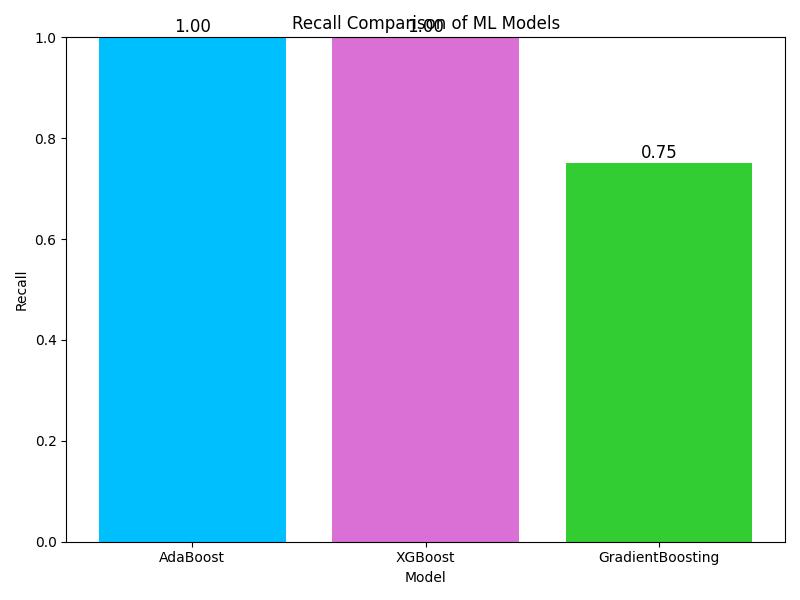 Recall Comparison of ML Models
1.00
1.00
0.75
1.0
0.8
0.6
0.4
0.2
0.0
Recall
AdaBoost
XGBoost
GradientBoosting
Model